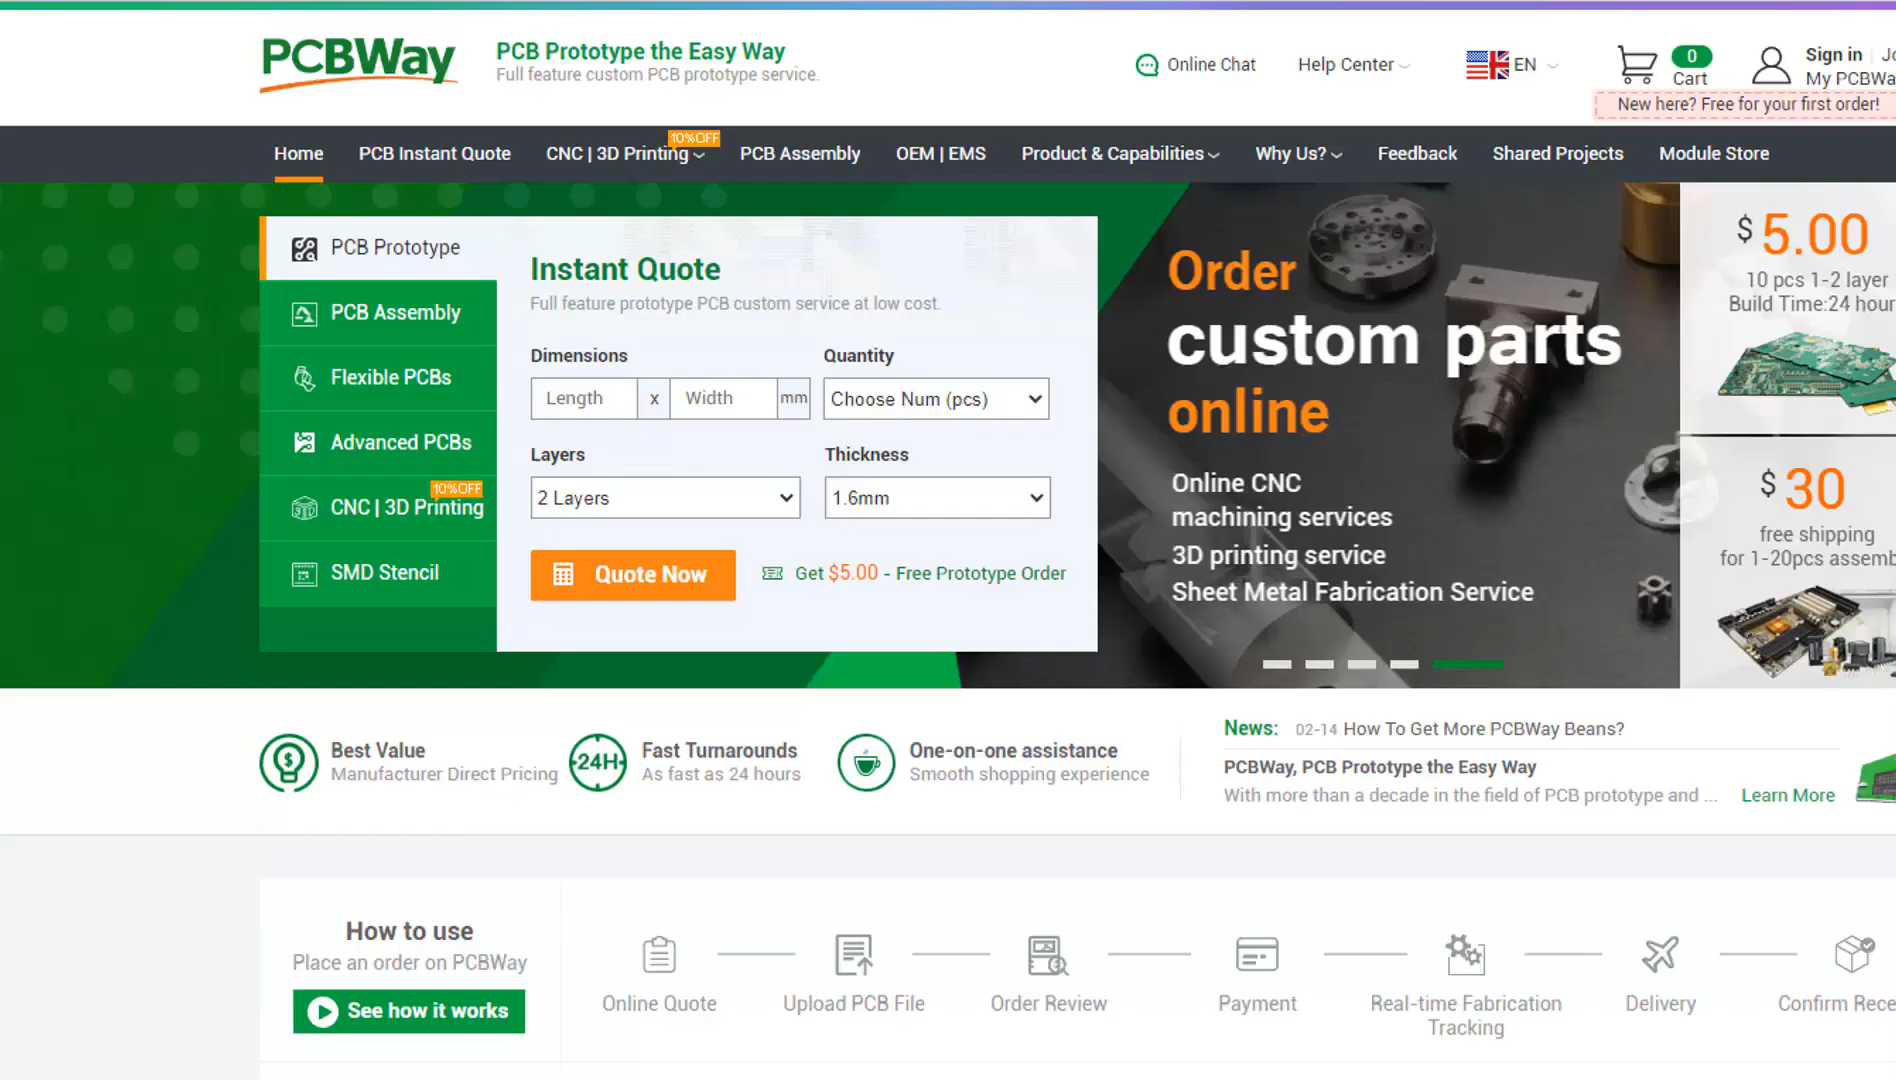 PCBWay
PCB Prototype the Easy Way
Full feature custom PCB prototype service.
Online Chat
Help Center
EN
0
Cart
Sign in
My PCBWa
New here? Free for your first order!
Home
PCB Instant Quote
CNC | 3D Printing
10%OFF
PCB Assembly
OEM | EMS
Product & Capabilities
Why Us?
Feedback
Shared Projects
Module Store
PCB Prototype
PCB Assembly
Flexible PCBs
Advanced PCBs
10%OFF
CNC | 3D Printing
SMD Stencil
Instant Quote
Full feature prototype PCB custom service at low cost.
Dimensions
Quantity
Length x Width mm
Choose Num (pcs)
Layers
Thickness
2 Layers
1.6mm
Quote Now
Get $5.00 - Free Prototype Order
Order
custom parts
online
Online CNC
machining services
3D printing service
Sheet Metal Fabrication Service
$ 5.00
10 pcs 1-2 layer
Build Time:24 hour
$ 30
free shipping
for 1-20pcs assemb
Best Value
Manufacturer Direct Pricing
24H
Fast Turnarounds
As fast as 24 hours
One-on-one assistance
Smooth shopping experience
News: 02-14 How To Get More PCBWay Beans?
PCBWay, PCB Prototype the Easy Way
With more than a decade in the field of PCB prototype and ... Learn More
How to use
Place an order on PCBWay
See how it works
Online Quote
Upload PCB File
Order Review
Payment
Real-time Fabrication
Tracking
Delivery
Confirm Rece